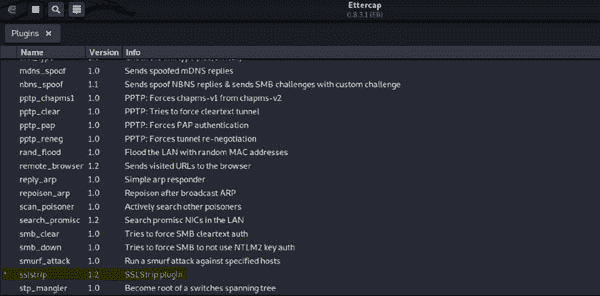 Ettercap
0.8.3.1 (EB)
Plugins ×
Name Version Info
mdns_spoof 1.0 Sends spoofed mDNS replies
nbns_spoof 1.1 Sends spoof NBNS replies & sends SMB challenges with custom challenge
pptp_chapms1 1.0 PPTP: Forces chapms-v1 from chapms-v2
pptp_clear 1.0 PPTP: Tries to force cleartext tunnel
pptp_pap 1.0 PPTP: Forces PAP authentication
pptp_reneg 1.0 PPTP: Forces tunnel re-negotiation
rand_flood 1.0 Flood the LAN with random MAC addresses
remote_browser 1.2 Sends visited URLs to the browser
reply_arp 1.0 Simple arp responder
repoison_arp 1.0 Repoison after broadcast ARP
scan_poisoner 1.0 Actively search other poisoners
search_promisc 1.2 Search promisc NICs in the LAN
smb_clear 1.0 Tries to force SMB cleartext auth
smb_down 1.0 Tries to force SMB to not use NTLM2 key auth
smurf_attack 1.0 Run a smurf attack against specified hosts
* sslstrip 1.2 SSLStrip plugin
stp_mangler 1.0 Become root of a switches spanning tree